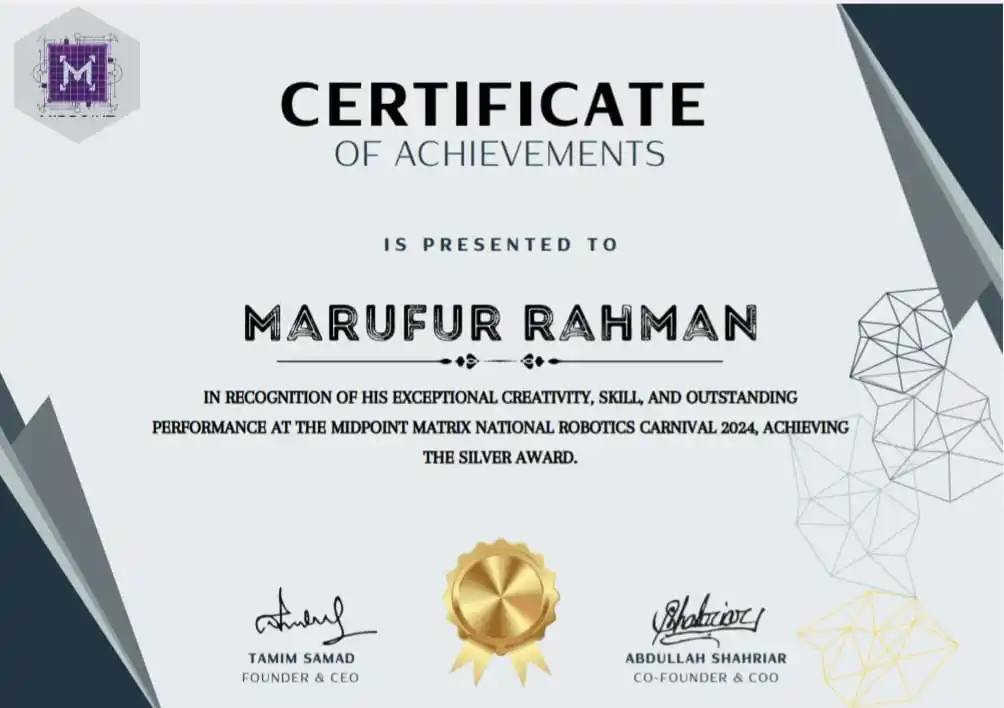 M
CERTIFICATE
OF ACHIEVEMENTS
IS PRESENTED TO
MARUFUR RAHMAN
IN RECOGNITION OF HIS EXCEPTIONAL CREATIVITY, SKILL, AND OUTSTANDING
PERFORMANCE AT THE MIDPOINT MATRIX NATIONAL ROBOTICS CARNIVAL 2024, ACHIEVING
THE SILVER AWARD.
Shahriar
TAMIM SAMAD
ABDULLAH SHAHRIAR
FOUNDER & CEO
CO-FOUNDER & COO